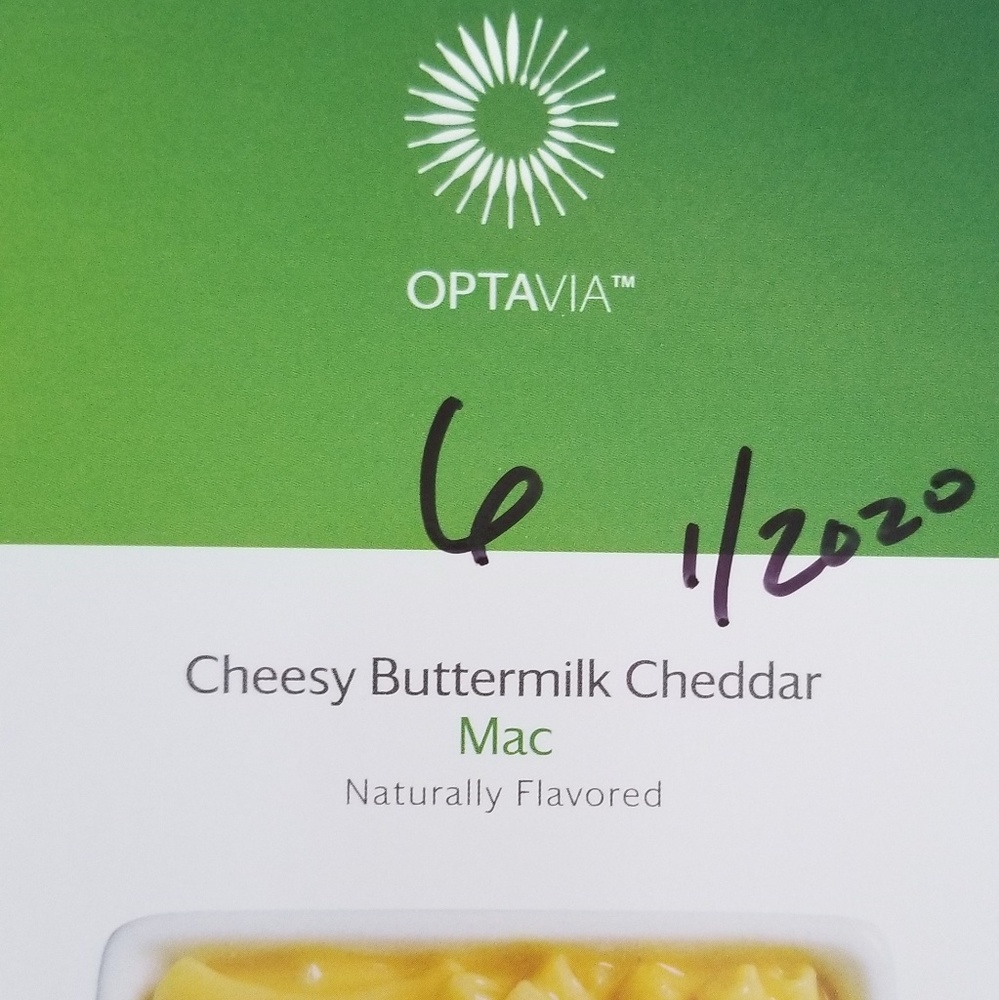 OPTAVIA™
6 1/2020
Cheesy Buttermilk Cheddar
Mac
Naturally Flavored